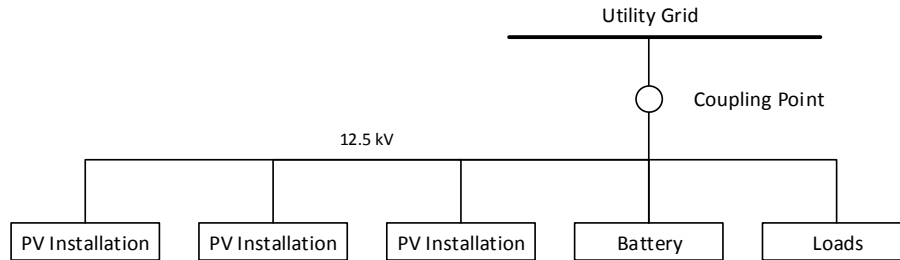 Utility Grid
Coupling Point
12.5 kV
PV Installation
PV Installation
PV Installation
Battery
Loads